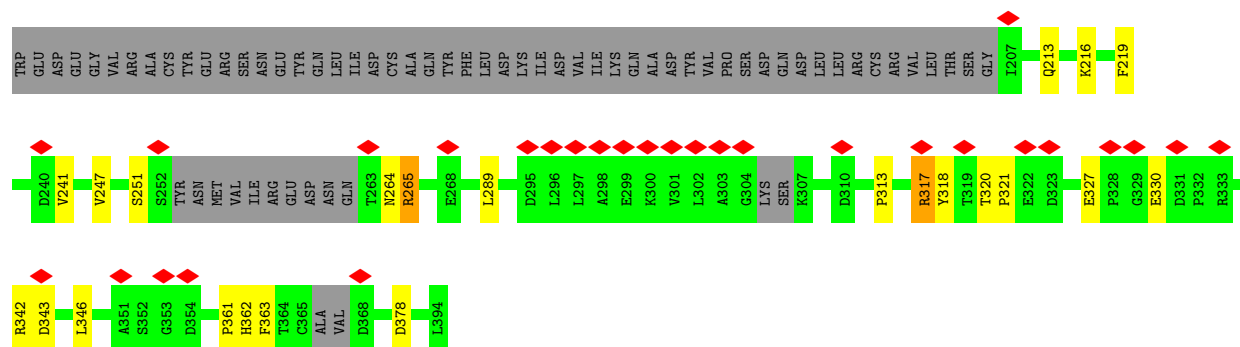 TRP GLU ASP GLU GLY VAL ARG ALA CYS TYR GLU ARG SER ASN GLU TYR GLN LEU ILE ASP CYS ALA GLN TYR PHE LEU ASP LYS ILE ASP VAL ILE LYS GLN ALA ASP TYR VAL PRO SER ASP GLN ASP LEU LEU ARG CYS ARG VAL LEU THR SER GLY I207 Q213 K216 F219
D240 V241 V247 S251 S252 TYR ASN MET VAL ILE ARG GLU ASP ASN GLN T263 N264 R265 E268 L289 D295 L296 L297 A298 E299 K300 V301 L302 A303 G304 LYS SER K307 D310 P313 R317 Y318 T319 T320 P321 E322 D323 E327 P328 G329 E330 D331 P332 R333
R342 D343 L346 A351 S352 G353 D354 P361 H362 F363 T364 C365 ALA VAL D368 D378 L394